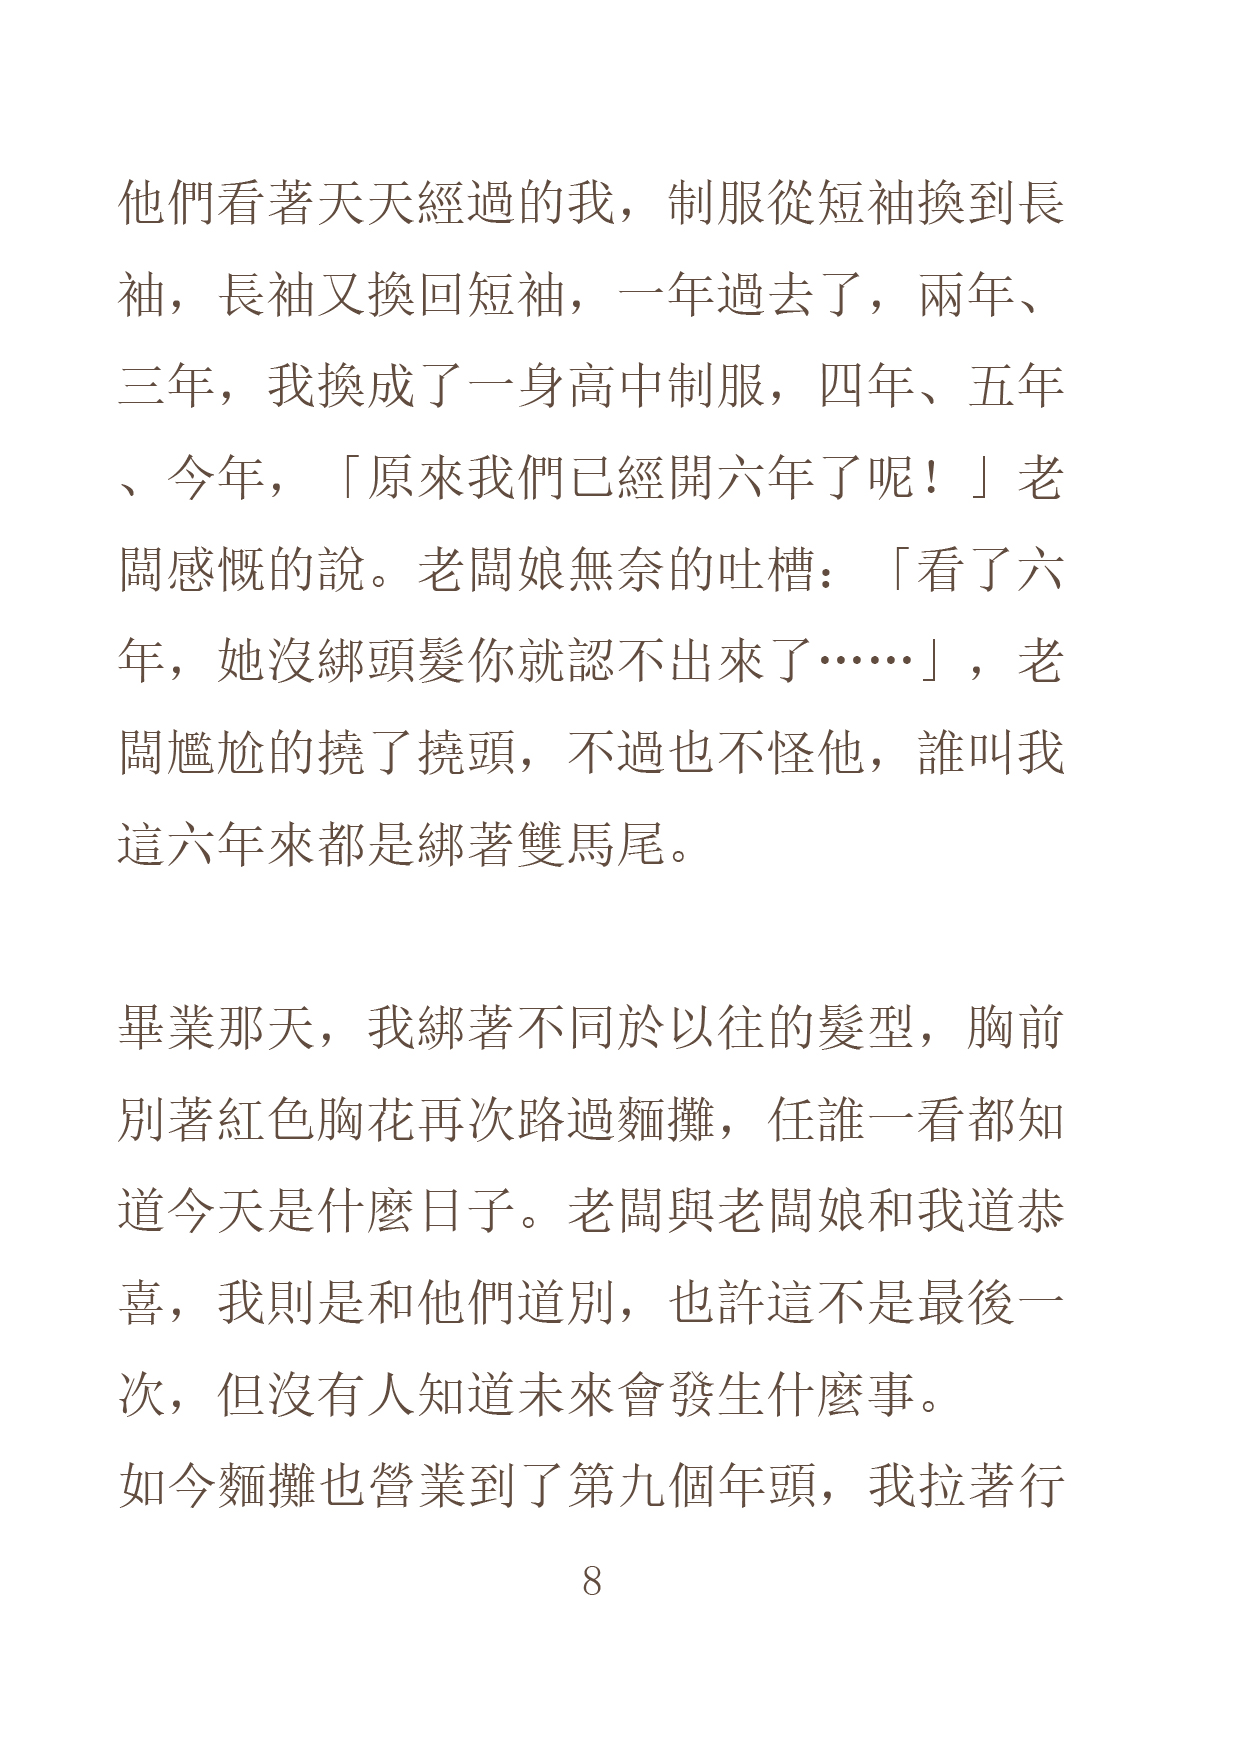 他們看著天天經過的我，制服從短袖換到長
袖，長袖又換回短袖，一年過去了，兩年、
三年，我換成了一身高中制服，四年、五年
、今年，「原來我們已經開六年了呢！」老
闆感慨的說。老闆娘無奈的吐槽：「看了六
年，她沒綁頭髮你就認不出來了……」，老
闆尷尬的撓了撓頭，不過也不怪他，誰叫我
這六年來都是綁著雙馬尾。
畢業那天，我綁著不同於以往的髮型，胸前
別著紅色胸花再次路過麵攤，任誰一看都知
道今天是什麼日子。老闆與老闆娘和我道恭
喜，我則是和他們道別，也許這不是最後一
次，但沒有人知道未來會發生什麼事。
如今麵攤也營業到了第九個年頭，我拉著行
8